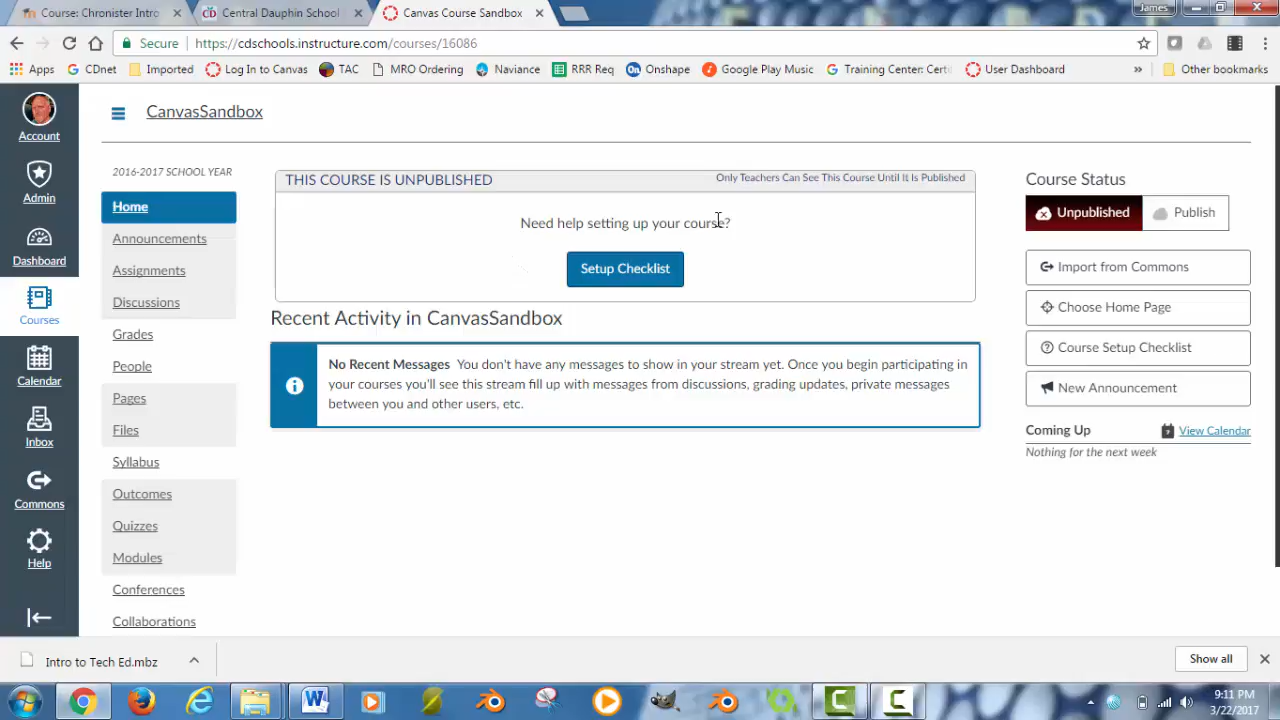 Course: Chronister Intro
Central Dauphin School
Canvas Course Sandbox
James
Secure https://cdschools.instructure.com/courses/16086
Apps CDnet Imported Log In to Canvas TAC MRO Ordering Naviance RRR Req Onshape Google Play Music Training Center: Certi User Dashboard » Other bookmarks
Account
Admin
Dashboard
Courses
Calendar
Inbox
Commons
Help
CanvasSandbox
2016-2017 SCHOOL YEAR
Home
Announcements
Assignments
Discussions
Grades
People
Pages
Files
Syllabus
Outcomes
Quizzes
Modules
Conferences
Collaborations
THIS COURSE IS UNPUBLISHED Only Teachers Can See This Course Until It Is Published
Need help setting up your course?
Setup Checklist
Recent Activity in CanvasSandbox
No Recent Messages You don't have any messages to show in your stream yet. Once you begin participating in
your courses you'll see this stream fill up with messages from discussions, grading updates, private messages
between you and other users, etc.
Course Status
Unpublished Publish
Import from Commons
Choose Home Page
Course Setup Checklist
New Announcement
Coming Up View Calendar
Nothing for the next week
Intro to Tech Ed.mbz Show all
9:11 PM
3/22/2017